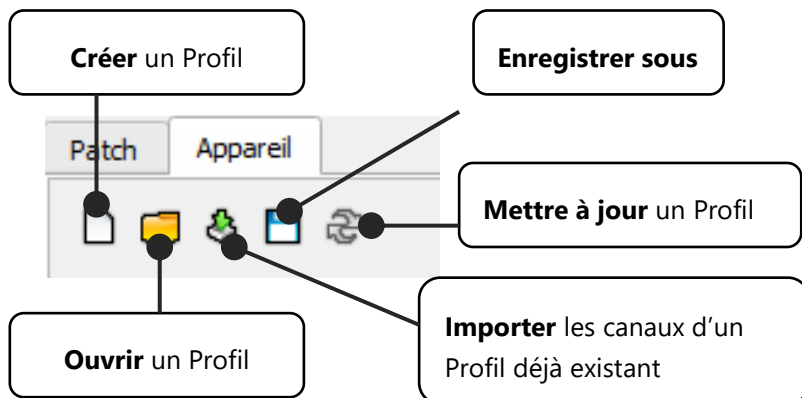 Créer un Profil
Enregistrer sous
Patch
Appareil
Mettre à jour un Profil
Ouvrir un Profil
Importer les canaux d’un
Profil déjà existant